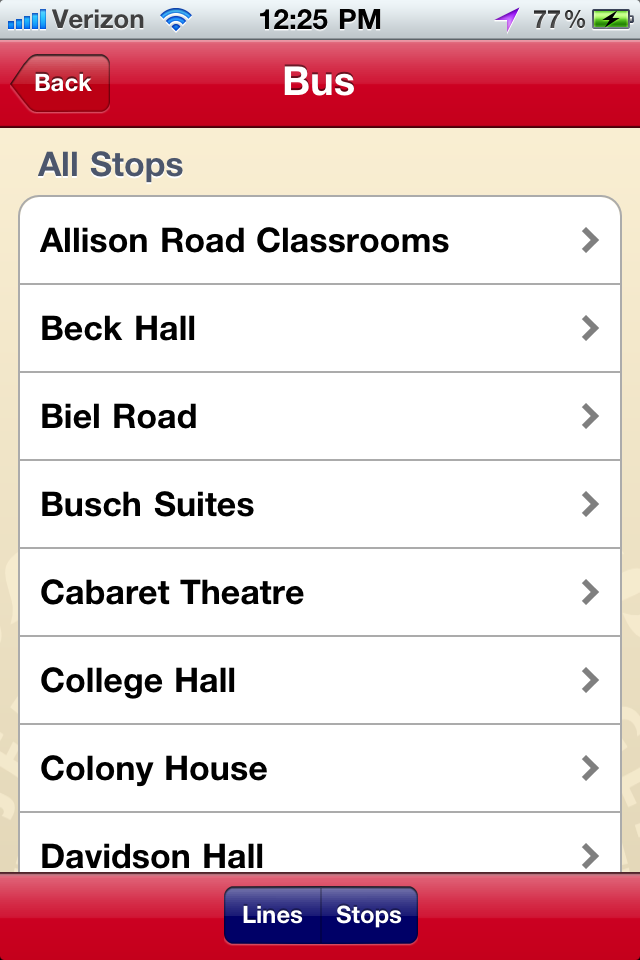 Verizon 12:25 PM 77%
Back Bus
All Stops
Allison Road Classrooms
Beck Hall
Biel Road
Busch Suites
Cabaret Theatre
College Hall
Colony House
Davidson Hall
Lines Stops